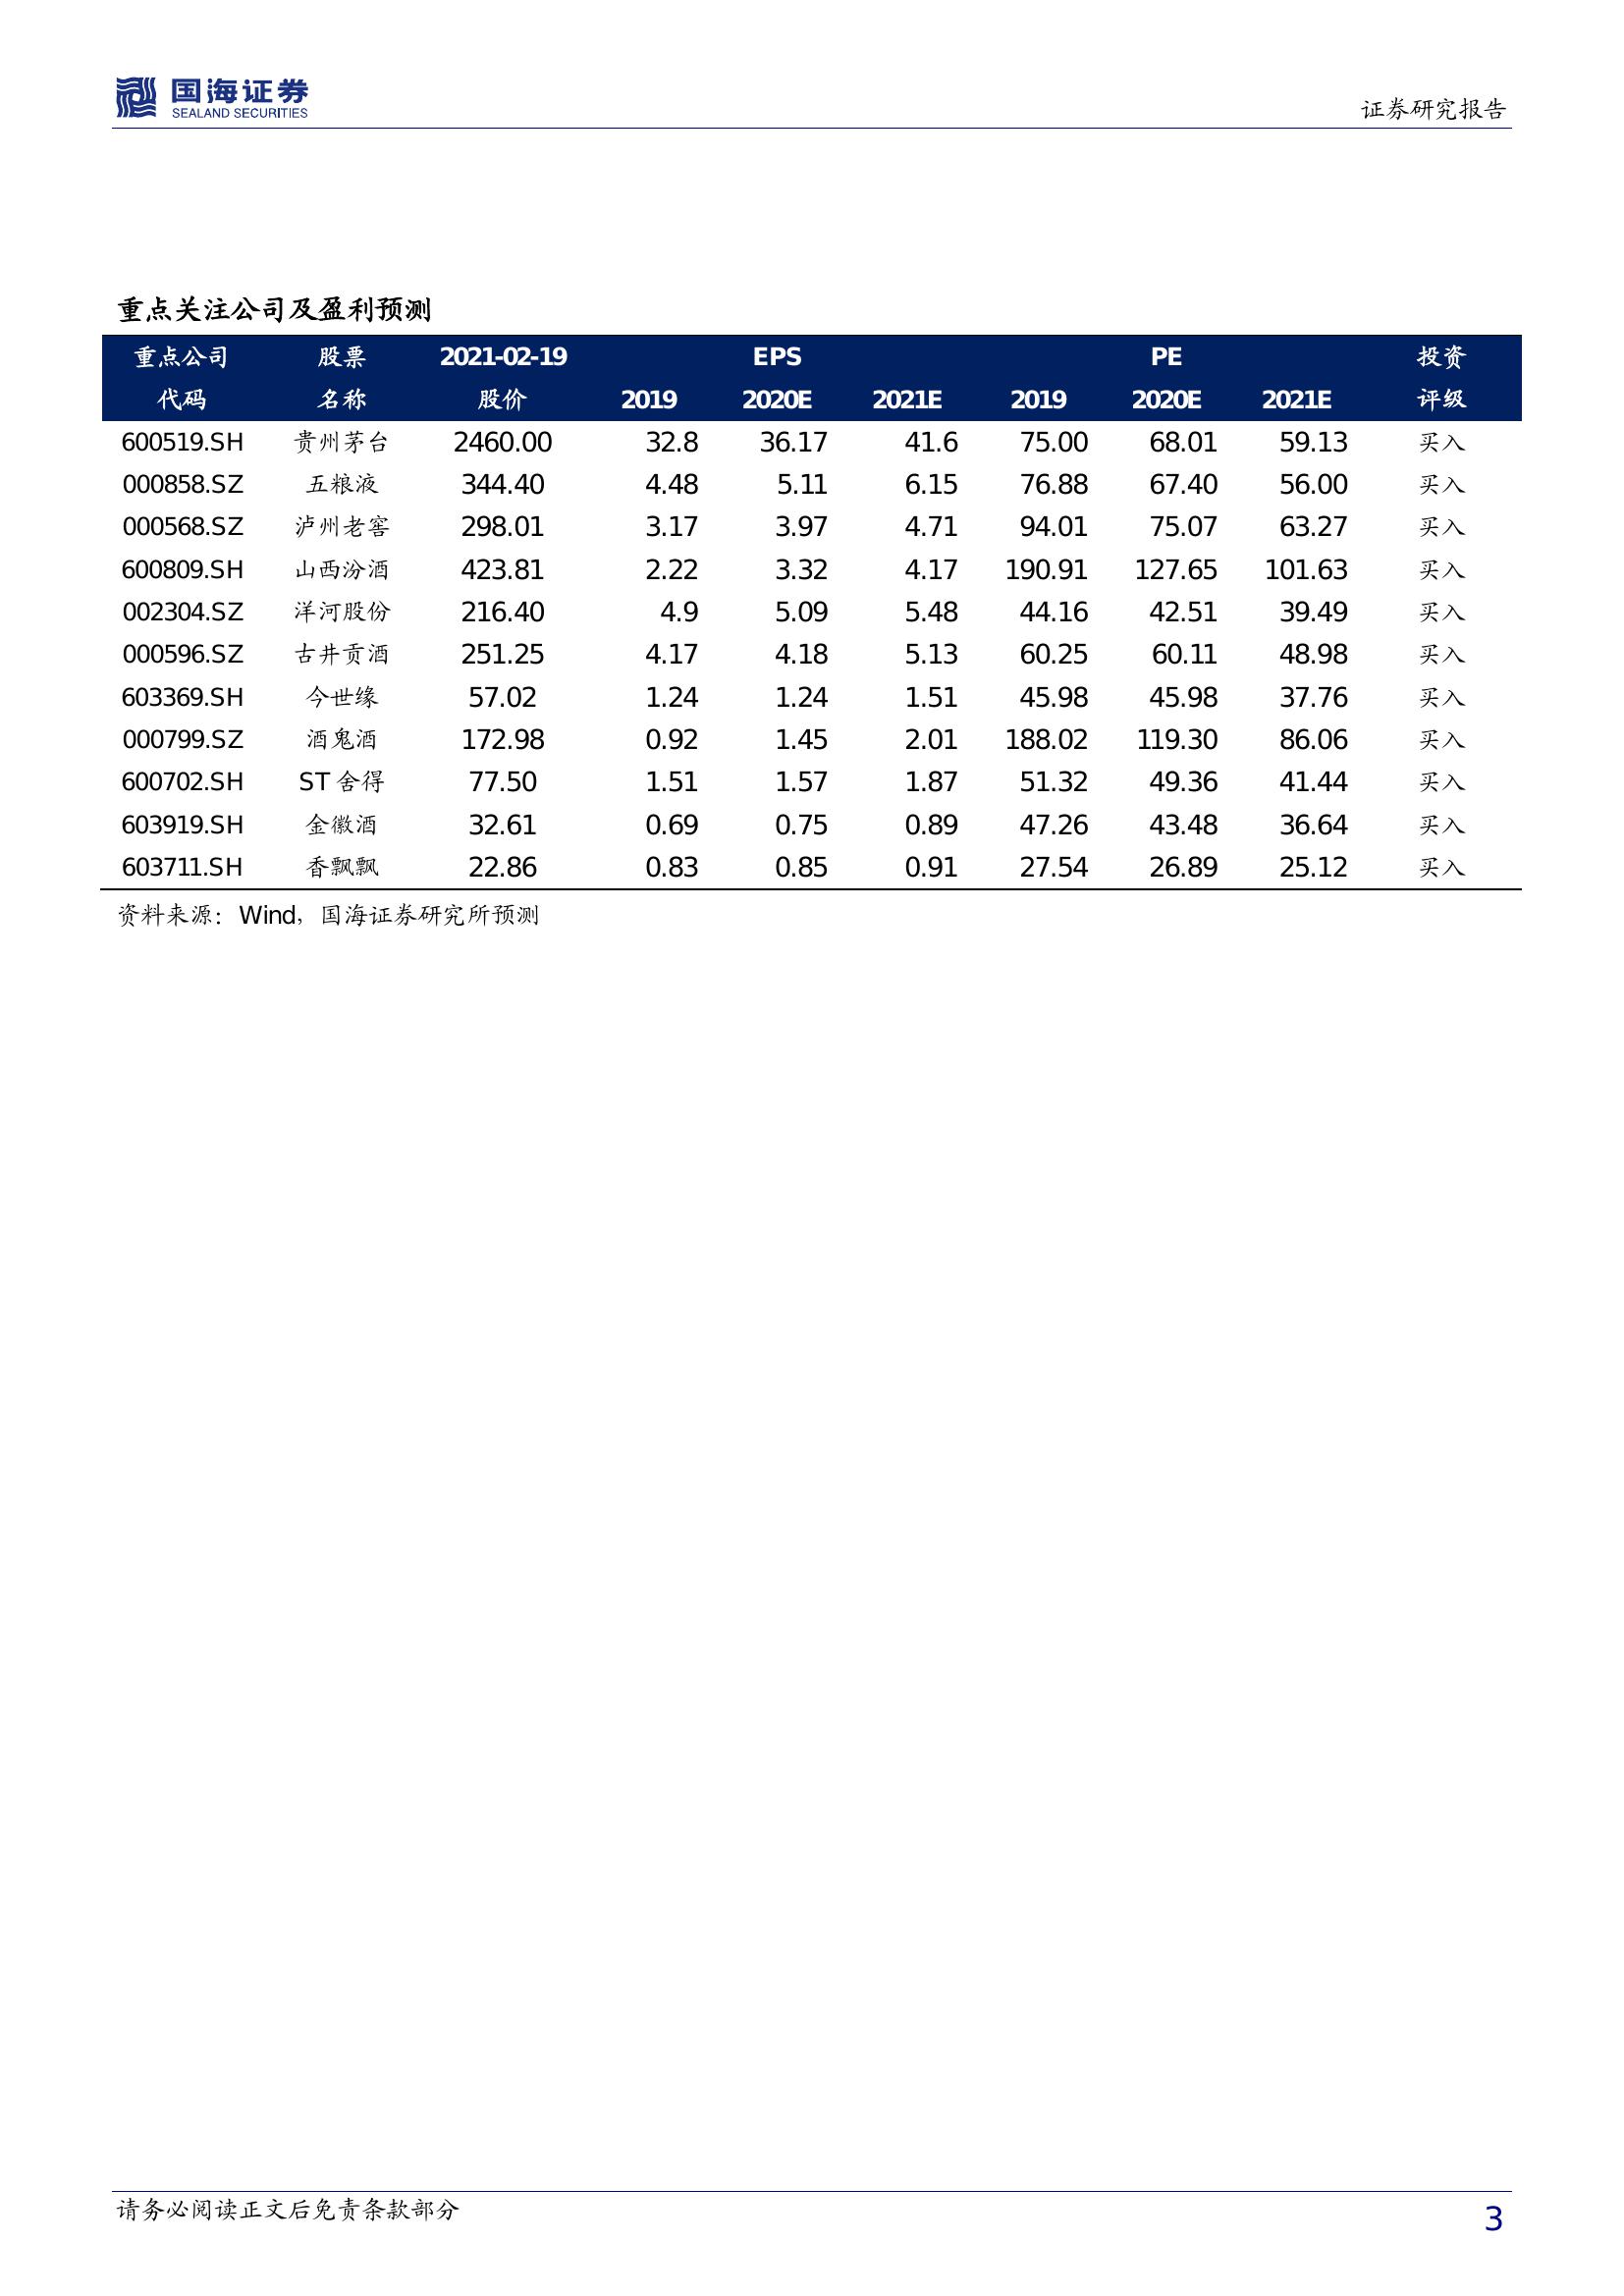 国海证券
SEALAND SECURITIES
证券研究报告
重点关注公司及盈利预测
重点公司 股票 2021-02-19 EPS PE 投资
代码 名称 股价 2019 2020E 2021E 2019 2020E 2021E 评级
600519.SH 贵州茅台 2460.00 32.8 36.17 41.6 75.00 68.01 59.13 买入
000858.SZ 五粮液 344.40 4.48 5.11 6.15 76.88 67.40 56.00 买入
000568.SZ 泸州老窖 298.01 3.17 3.97 4.71 94.01 75.07 63.27 买入
600809.SH 山西汾酒 423.81 2.22 3.32 4.17 190.91 127.65 101.63 买入
002304.SZ 洋河股份 216.40 4.9 5.09 5.48 44.16 42.51 39.49 买入
000596.SZ 古井贡酒 251.25 4.17 4.18 5.13 60.25 60.11 48.98 买入
603369.SH 今世缘 57.02 1.24 1.24 1.51 45.98 45.98 37.76 买入
000799.SZ 酒鬼酒 172.98 0.92 1.45 2.01 188.02 119.30 86.06 买入
600702.SH ST舍得 77.50 1.51 1.57 1.87 51.32 49.36 41.44 买入
603919.SH 金徽酒 32.61 0.69 0.75 0.89 47.26 43.48 36.64 买入
603711.SH 香飘飘 22.86 0.83 0.85 0.91 27.54 26.89 25.12 买入
资料来源：Wind，国海证券研究所预测
请务必阅读正文后免责条款部分
3